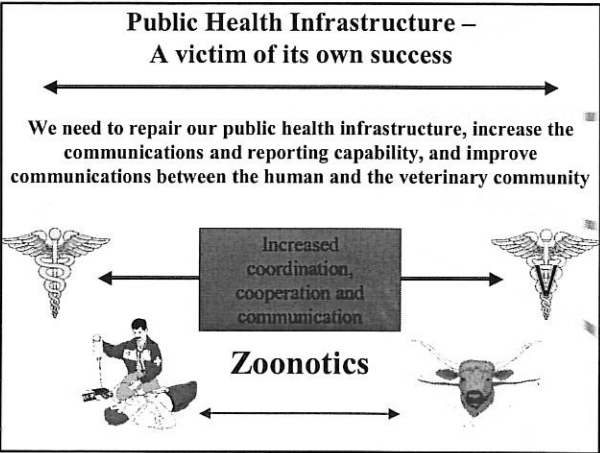 Public Health Infrastructure –
A victim of its own success
We need to repair our public health infrastructure, increase the
communications and reporting capability, and improve
communications between the human and the veterinary community
Increased
coordination,
cooperation and
communication
V
Zoonotics